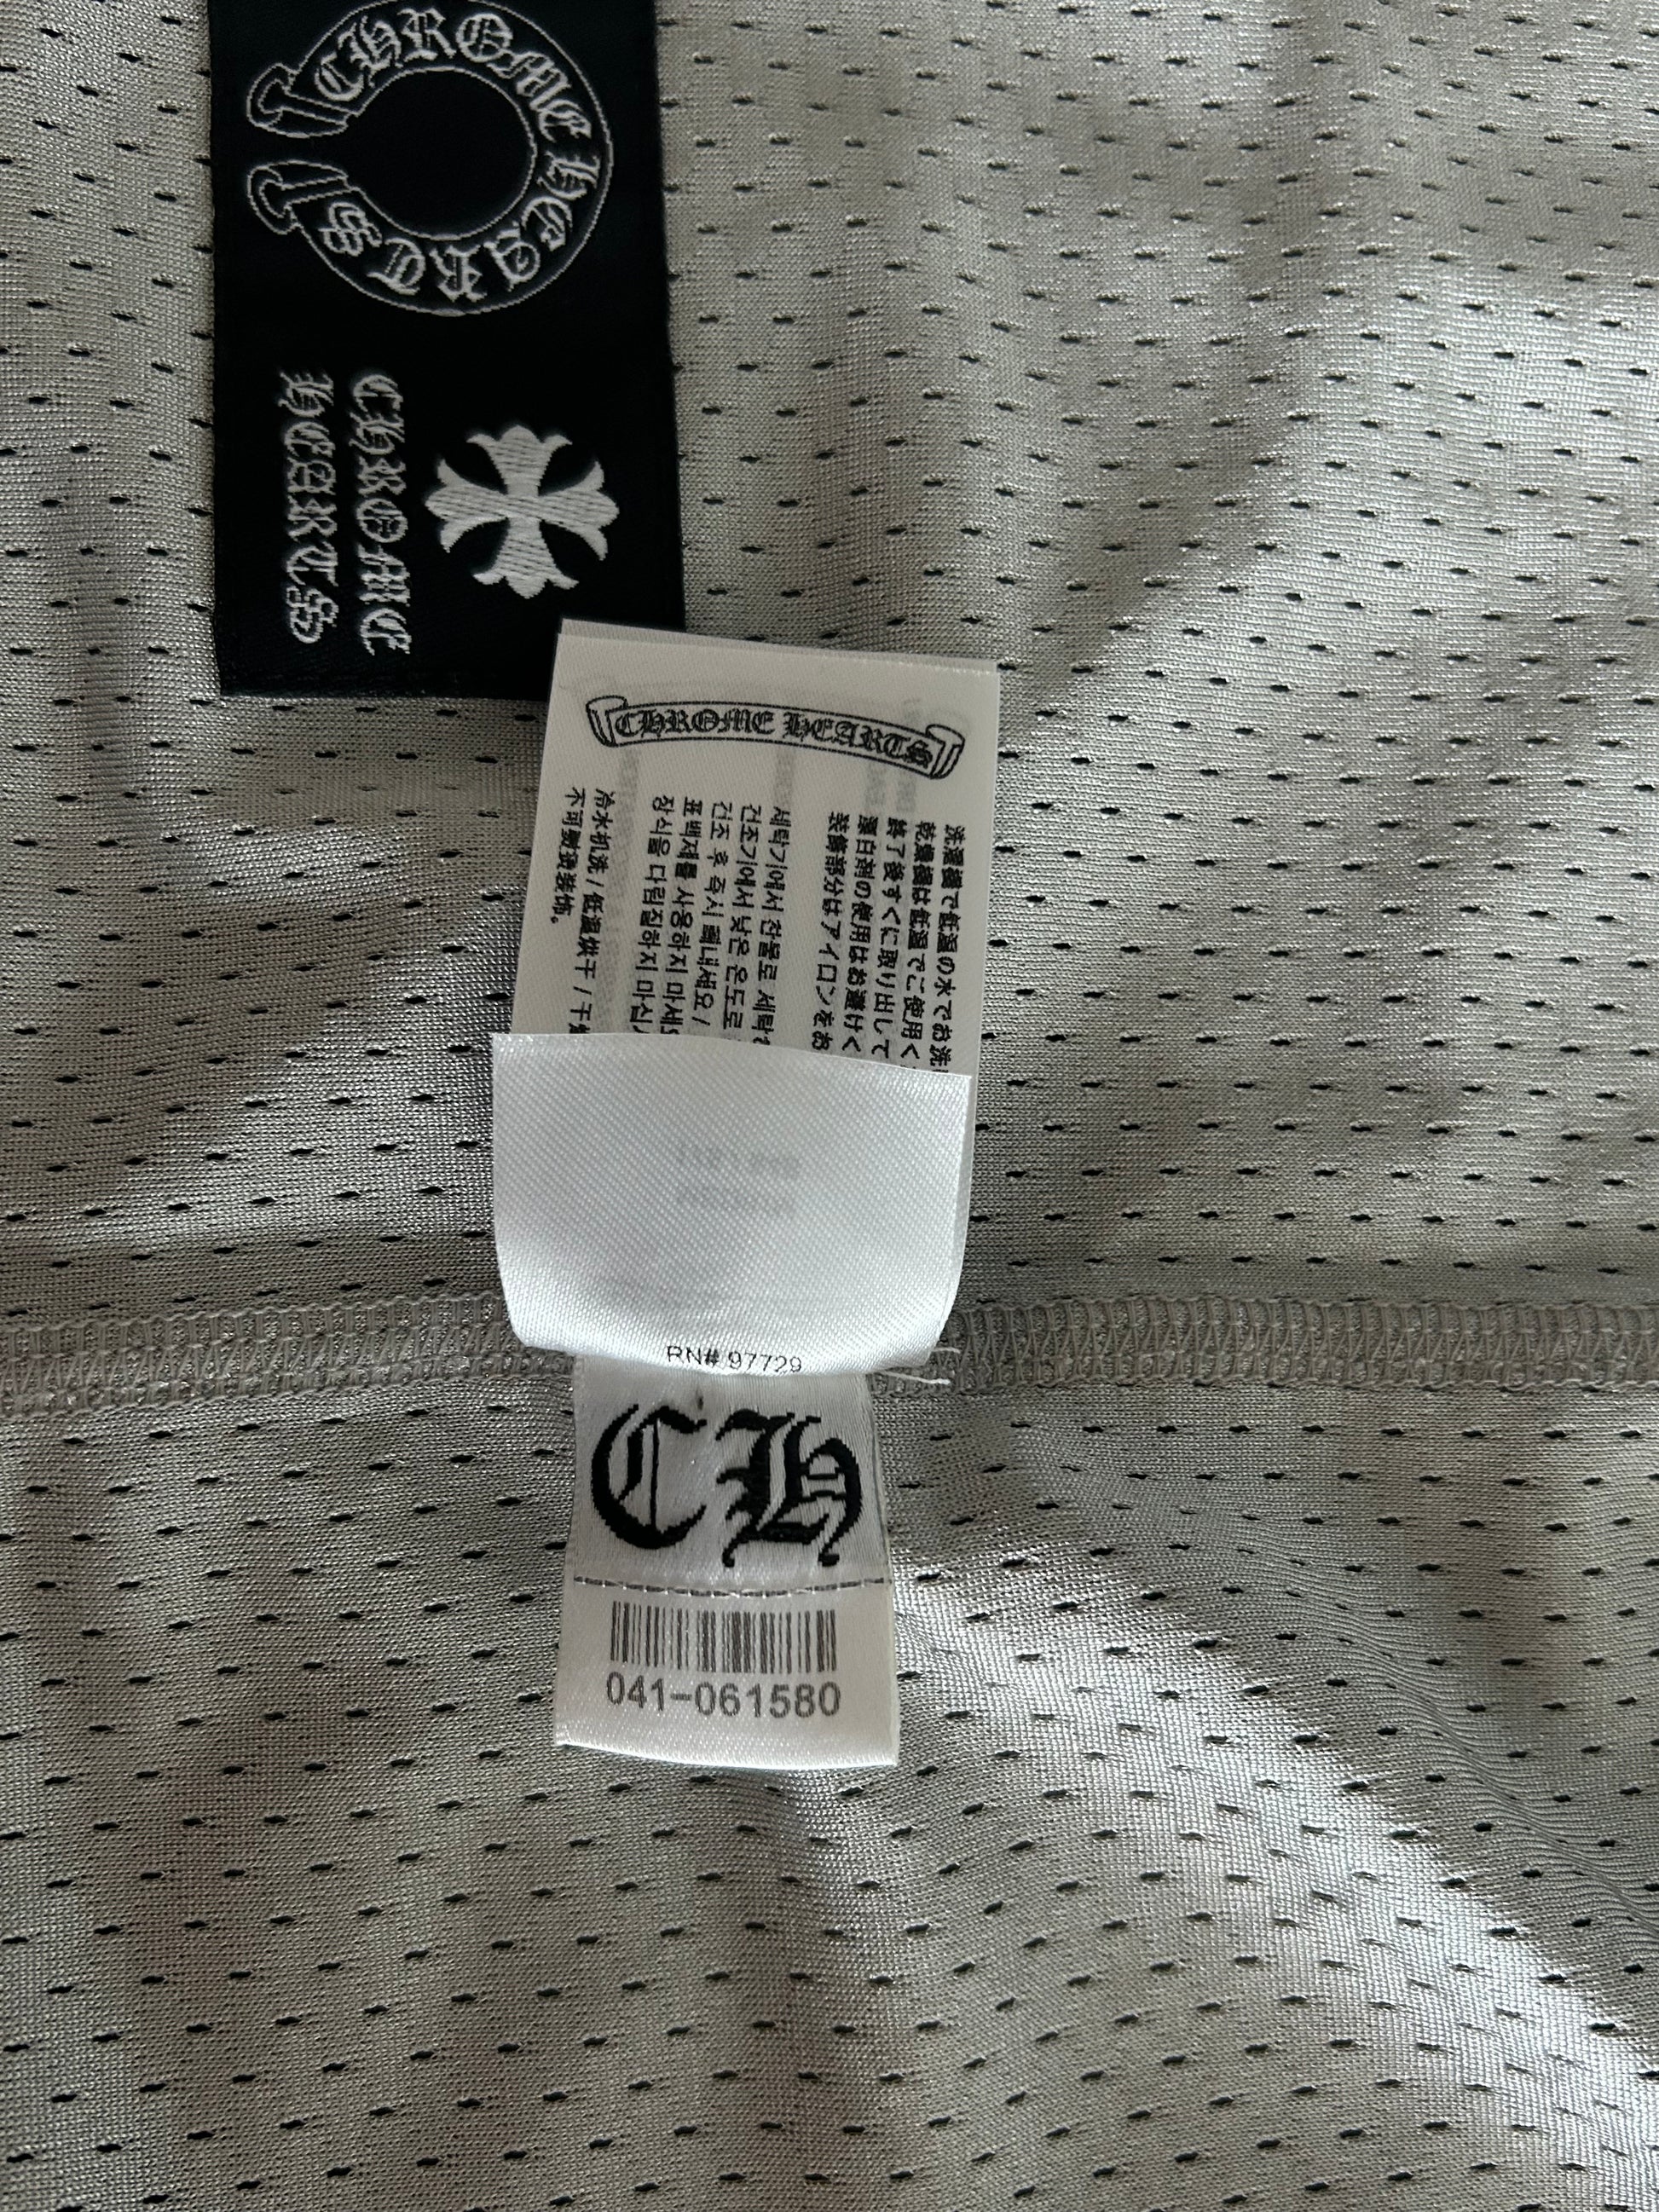 CHROME HEARTS
CHROME
HEARTS
CHROME HEARTS
洗濯機で低温の水でお洗
乾燥機は低温でご使用く
終了後すぐに取り出して
漂白剤の使用はお避けく
装飾部分はアイロンをお
세탁기에서 찬물로 세탁
건조기에서 낮은 온도로
건조 후 즉시 빼내세요 /
표백제를 사용하지 마세
장식을 다림질하지 마십
冷水机洗 / 低温烘干 / 干
不可熨烫装饰。
RN# 97729
CH
041-061580